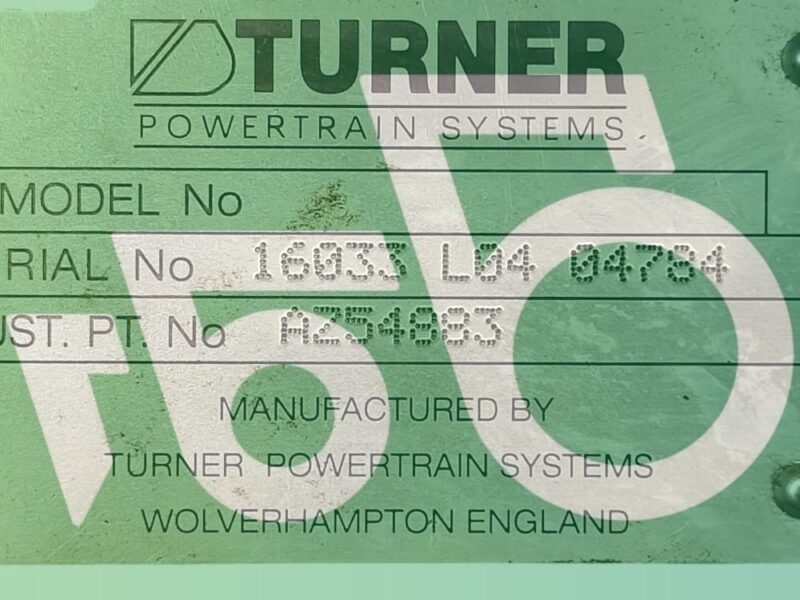 TURNER
POWERTRAIN SYSTEMS
MODEL No
RIAL No 16033 L04 04784
UST. PT. No AZ54883
MANUFACTURED BY
TURNER POWERTRAIN SYSTEMS
WOLVERHAMPTON ENGLAND